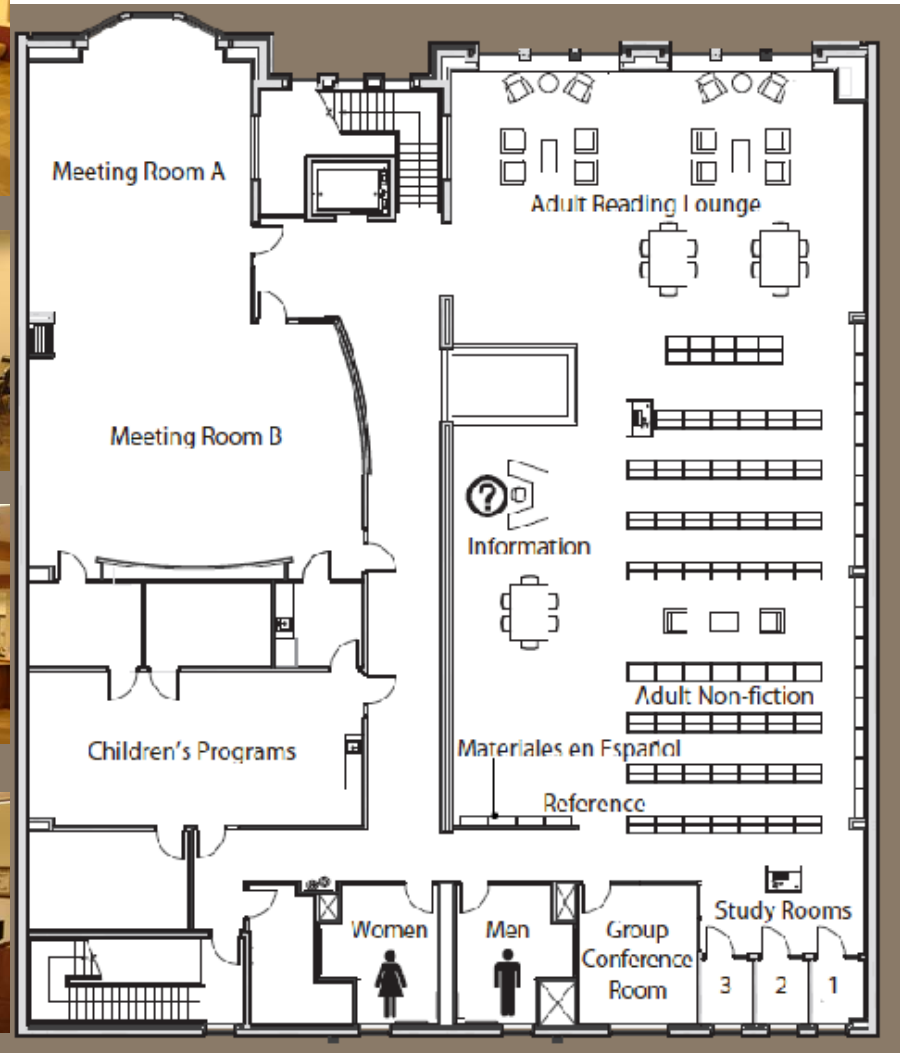 Meeting Room A
Adult Reading Lounge
Meeting Room B
?
Information
Adult Non-fiction
Children's Programs
Materiales en Español
Reference
Study Rooms
Women
Men
Group
Conference
Room
3
2
1